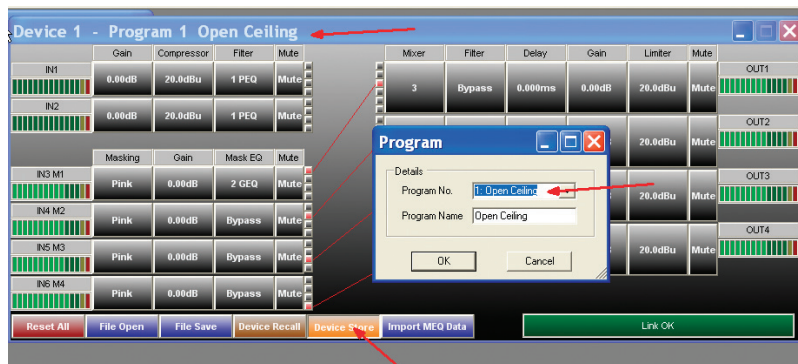 Device 1 - Program 1 Open Ceiling
Gain Compressor Filter Mute Mixer Filter Delay Gain Limiter Mute
IN1 0.00dB 20.0dBu 1 PEQ Mute 3 Bypass 0.000ms 0.00dB 20.0dBu Mute OUT1
IN2 0.00dB 20.0dBu 1 PEQ Mute 20.0dBu Mute OUT2
Masking Gain Mask EQ Mute
IN3 M1 Pink 0.00dB 2 GEQ Mute 20.0dBu Mute OUT3
IN4 M2 Pink 0.00dB Bypass Mute
IN5 M3 Pink 0.00dB Bypass Mute 20.0dBu Mute OUT4
IN6 M4 Pink 0.00dB Bypass Mute
Program
Details
Program No. 1: Open Ceiling
Program Name Open Ceiling
OK Cancel
Reset All File Open File Save Device Recall Device Store Import MEQ Data Link OK